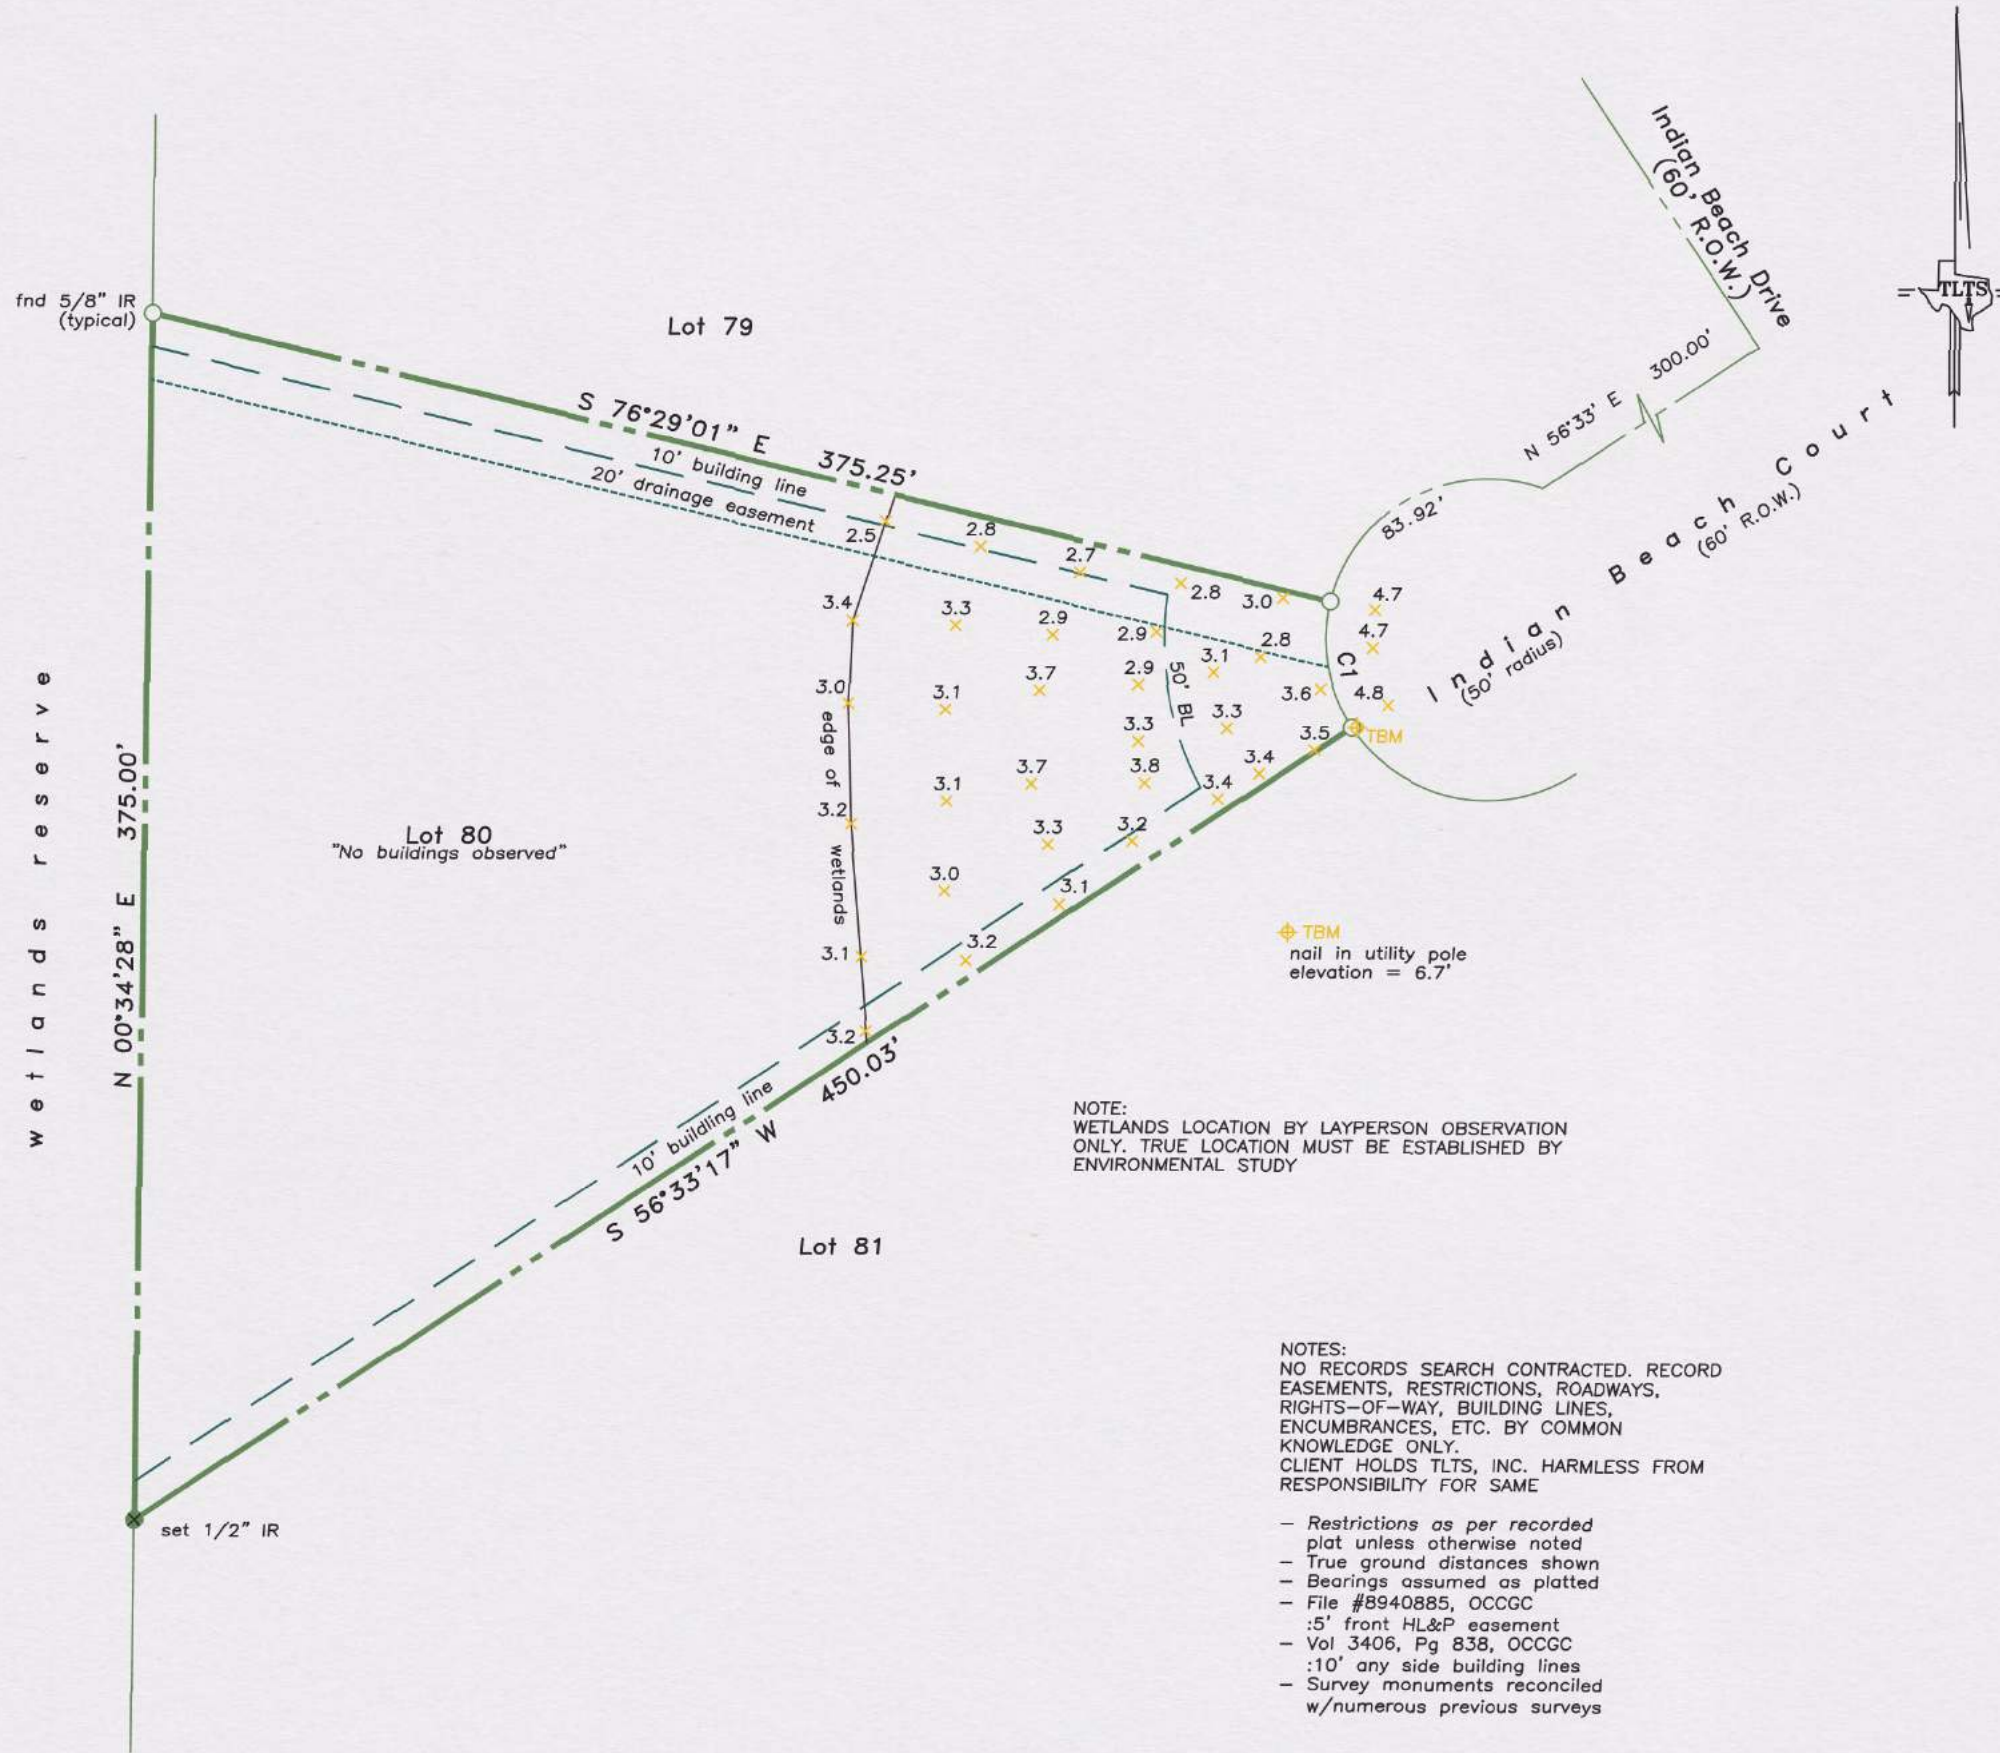 Indian Beach Drive
(60' R.O.W.)
TLTS
fnd 5/8" IR
(typical)
Lot 79
300.00'
N 56°33' E
S 76°29'01" E 375.25'
10' building line
20' drainage easement
83.92'
Indian Beach Court
(60' R.O.W.)
(50' radius)
2.5
2.8
2.7
2.8
3.0
4.7
3.4
3.3
2.9
2.9
2.8
4.7
C1
3.0
3.1
3.7
2.9
50' BL
3.1
3.6
4.8
3.3
3.3
3.5
TBM
edge of wetlands
3.2
3.1
3.7
3.8
3.4
3.4
3.3
3.2
3.0
3.1
3.1
3.2
3.2
wetlands reserve
N 00°34'28" E 375.00'
Lot 80
"No buildings observed"
TBM
nail in utility pole
elevation = 6.7'
450.03'
10' buildling line
S 56°33'17" W
NOTE:
WETLANDS LOCATION BY LAYPERSON OBSERVATION
ONLY. TRUE LOCATION MUST BE ESTABLISHED BY
ENVIRONMENTAL STUDY
Lot 81
set 1/2" IR
NOTES:
NO RECORDS SEARCH CONTRACTED. RECORD
EASEMENTS, RESTRICTIONS, ROADWAYS,
RIGHTS-OF-WAY, BUILDING LINES,
ENCUMBRANCES, ETC. BY COMMON
KNOWLEDGE ONLY.
CLIENT HOLDS TLTS, INC. HARMLESS FROM
RESPONSIBILITY FOR SAME
- Restrictions as per recorded
plat unless otherwise noted
- True ground distances shown
- Bearings assumed as platted
- File #8940885, OCCGC
:5' front HL&P easement
- Vol 3406, Pg 838, OCCGC
:10' any side building lines
- Survey monuments reconciled
w/numerous previous surveys